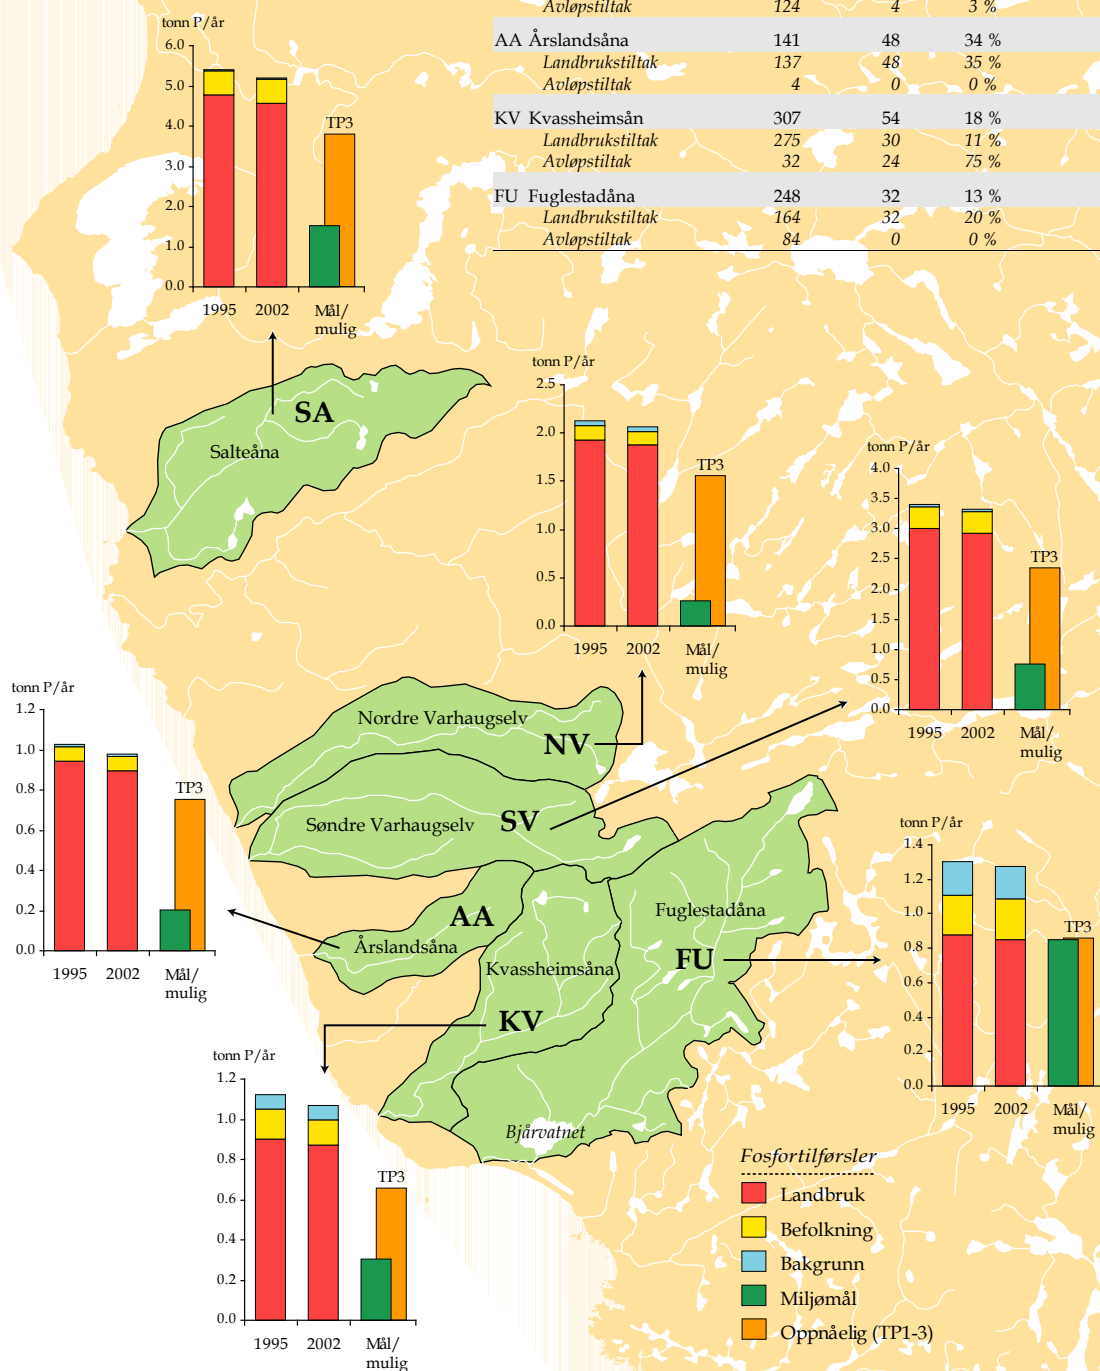 Avløpstiltak 124 4 3 %
AA Årslandsåna 141 48 34 %
Landbrukstiltak 137 48 35 %
Avløpstiltak 4 0 0 %
KV Kvassheimsån 307 54 18 %
Landbrukstiltak 275 30 11 %
Avløpstiltak 32 24 75 %
FU Fuglestadåna 248 32 13 %
Landbrukstiltak 164 32 20 %
Avløpstiltak 84 0 0 %
tonn P/år
6.0
5.0
4.0
3.0
2.0
1.0
0.0
TP3
1995 2002 Mål/
mulig
SA
Salteåna
tonn P/år
2.5
2.0
1.5
1.0
0.5
0.0
TP3
1995 2002 Mål/
mulig
tonn P/år
4.0
3.5
3.0
2.5
2.0
1.5
1.0
0.5
0.0
TP3
1995 2002 Mål/
mulig
tonn P/år
1.2
1.0
0.8
0.6
0.4
0.2
0.0
TP3
1995 2002 Mål/
mulig
Nordre Varhaugselv
NV
Søndre Varhaugselv SV
AA
Årslandsåna
Kvassheimsåna
KV
Fuglestadåna
FU
Bjårvatnet
tonn P/år
1.4
1.2
1.0
0.8
0.6
0.4
0.2
0.0
TP3
1995 2002 Mål/
mulig
tonn P/år
1.2
1.0
0.8
0.6
0.4
0.2
0.0
TP3
1995 2002 Mål/
mulig
Fosfortilførsler
Landbruk
Befolkning
Bakgrunn
Miljømål
Oppnåelig (TP1-3)